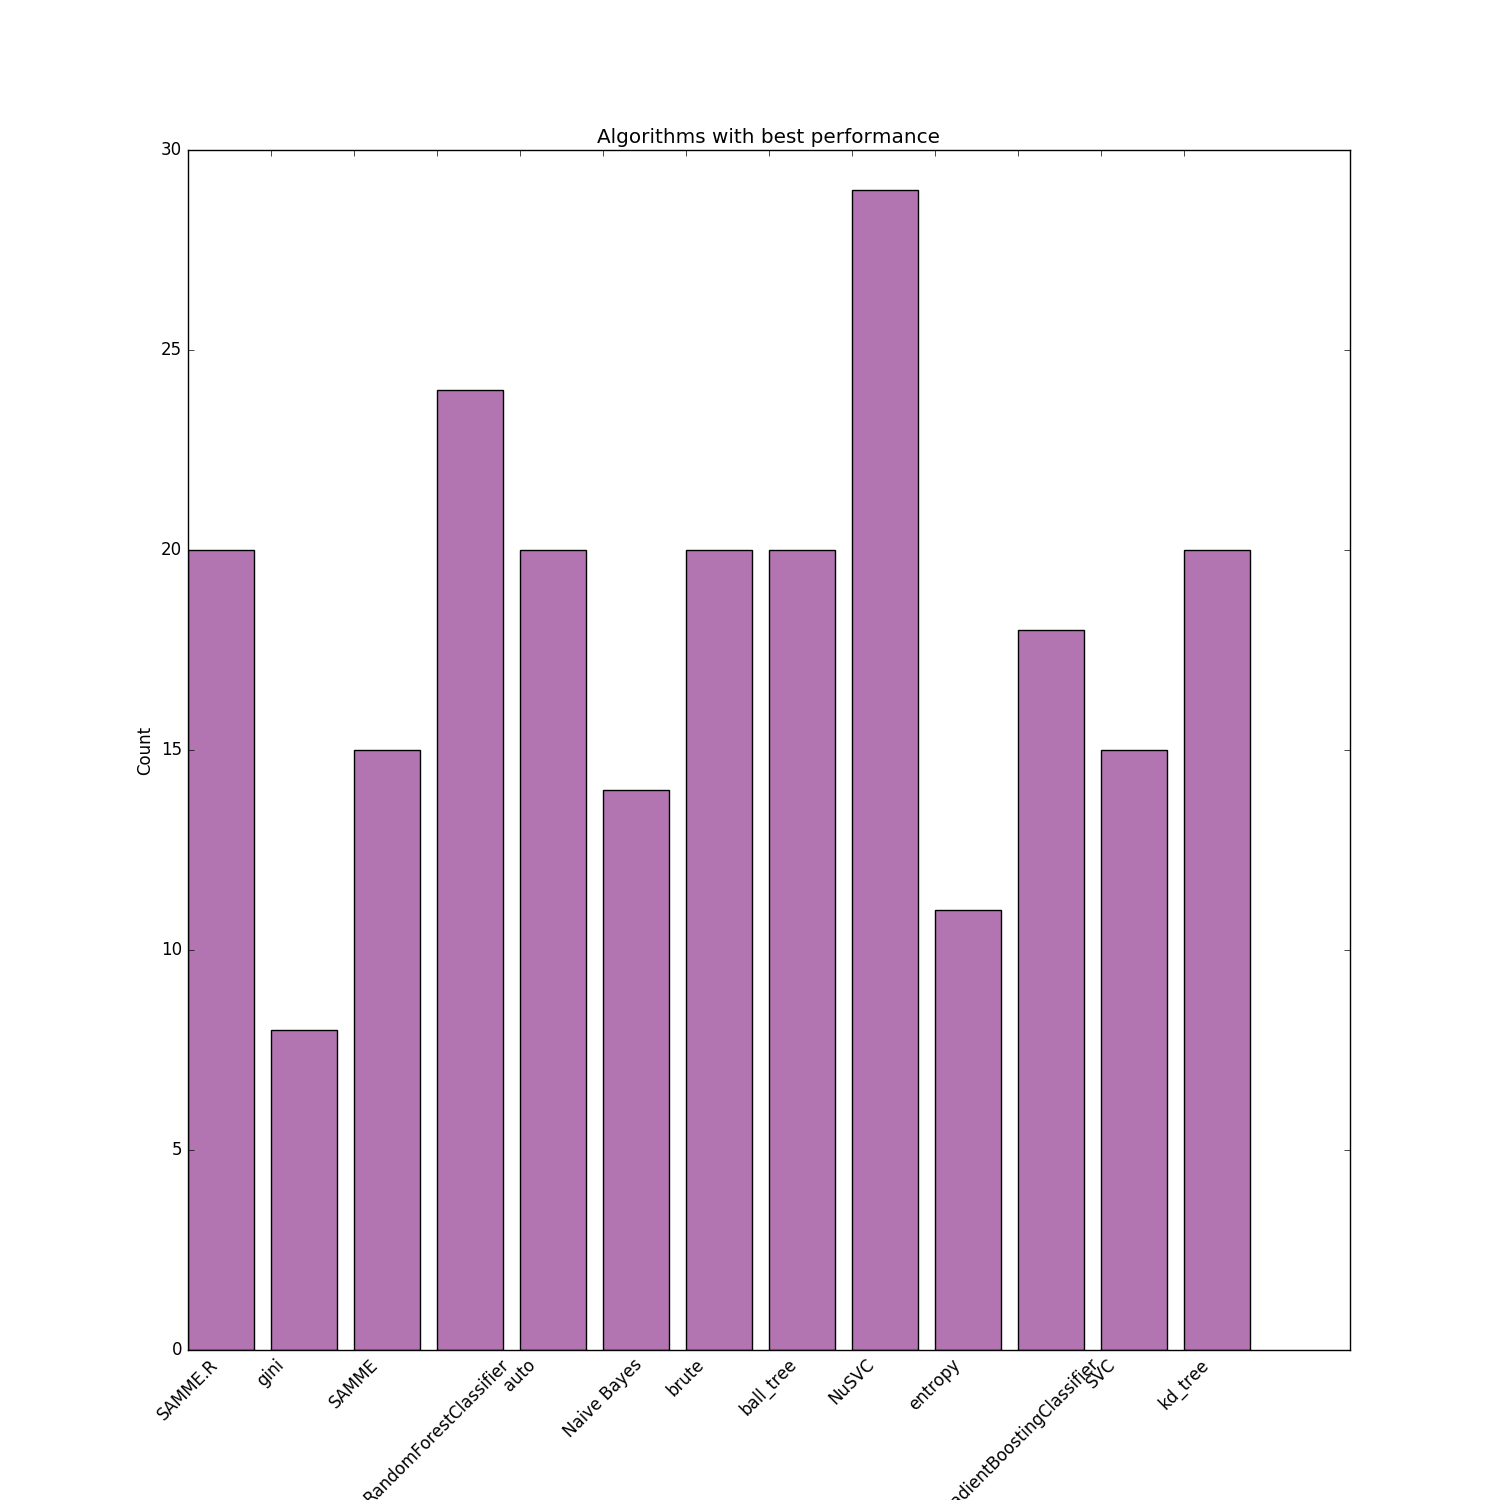 Algorithms with best performance
30
25
20
15
10
5
0
Count
SAMME.R
gini
SAMME
RandomForestClassifier
auto
Naive Bayes
brute
ball_tree
NuSVC
entropy
adientBoostingClassifier
SVC
kd_tree